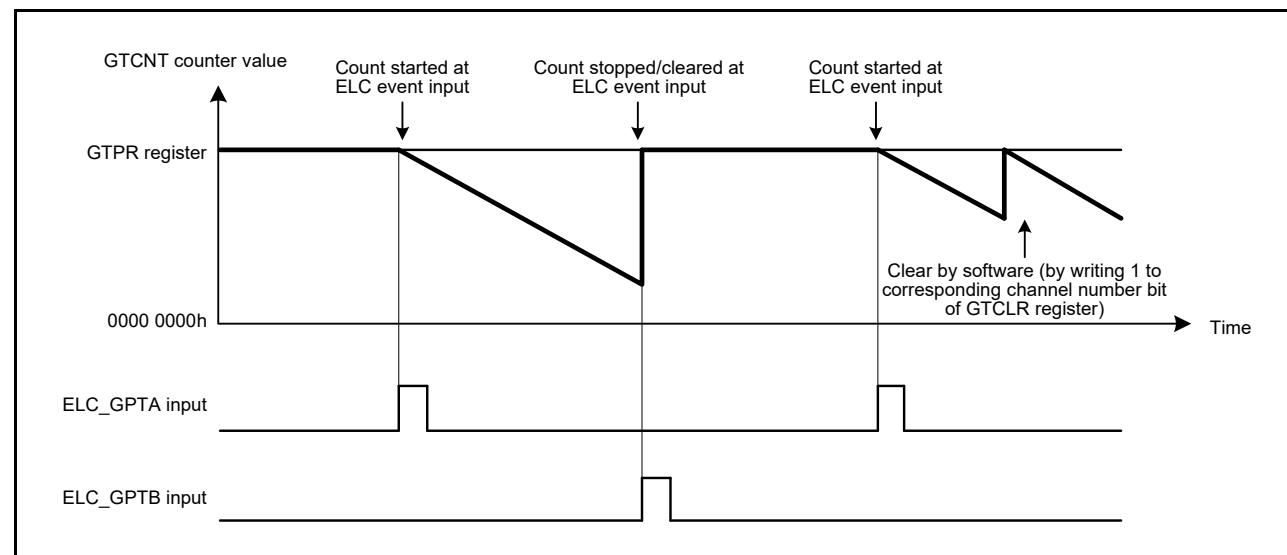 GTCNT counter value
Count started at
ELC event input
Count stopped/cleared at
ELC event input
Count started at
ELC event input
GTPR register
Clear by software (by writing 1 to
corresponding channel number bit
of GTCLR register)
0000 0000h
Time
ELC_GPTA input
ELC_GPTB input